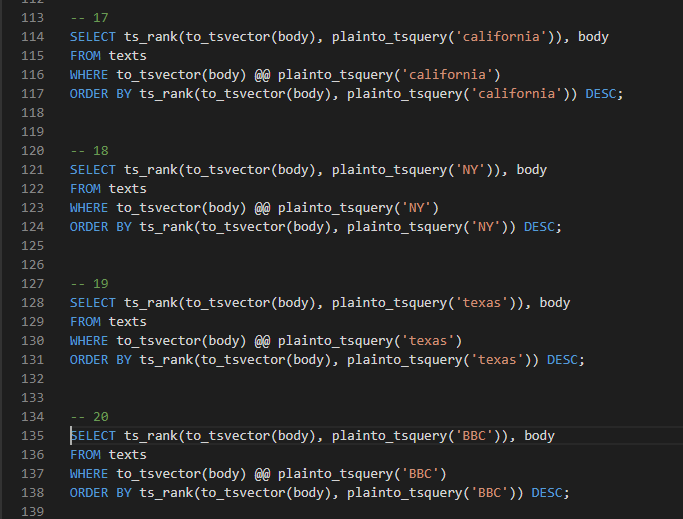 112
113 -- 17
114 SELECT ts_rank(to_tsvector(body), plainto_tsquery('california')), body
115 FROM texts
116 WHERE to_tsvector(body) @@ plainto_tsquery('california')
117 ORDER BY ts_rank(to_tsvector(body), plainto_tsquery('california')) DESC;
118
119
120 -- 18
121 SELECT ts_rank(to_tsvector(body), plainto_tsquery('NY')), body
122 FROM texts
123 WHERE to_tsvector(body) @@ plainto_tsquery('NY')
124 ORDER BY ts_rank(to_tsvector(body), plainto_tsquery('NY')) DESC;
125
126
127 -- 19
128 SELECT ts_rank(to_tsvector(body), plainto_tsquery('texas')), body
129 FROM texts
130 WHERE to_tsvector(body) @@ plainto_tsquery('texas')
131 ORDER BY ts_rank(to_tsvector(body), plainto_tsquery('texas')) DESC;
132
133
134 -- 20
135 SELECT ts_rank(to_tsvector(body), plainto_tsquery('BBC')), body
136 FROM texts
137 WHERE to_tsvector(body) @@ plainto_tsquery('BBC')
138 ORDER BY ts_rank(to_tsvector(body), plainto_tsquery('BBC')) DESC;
139